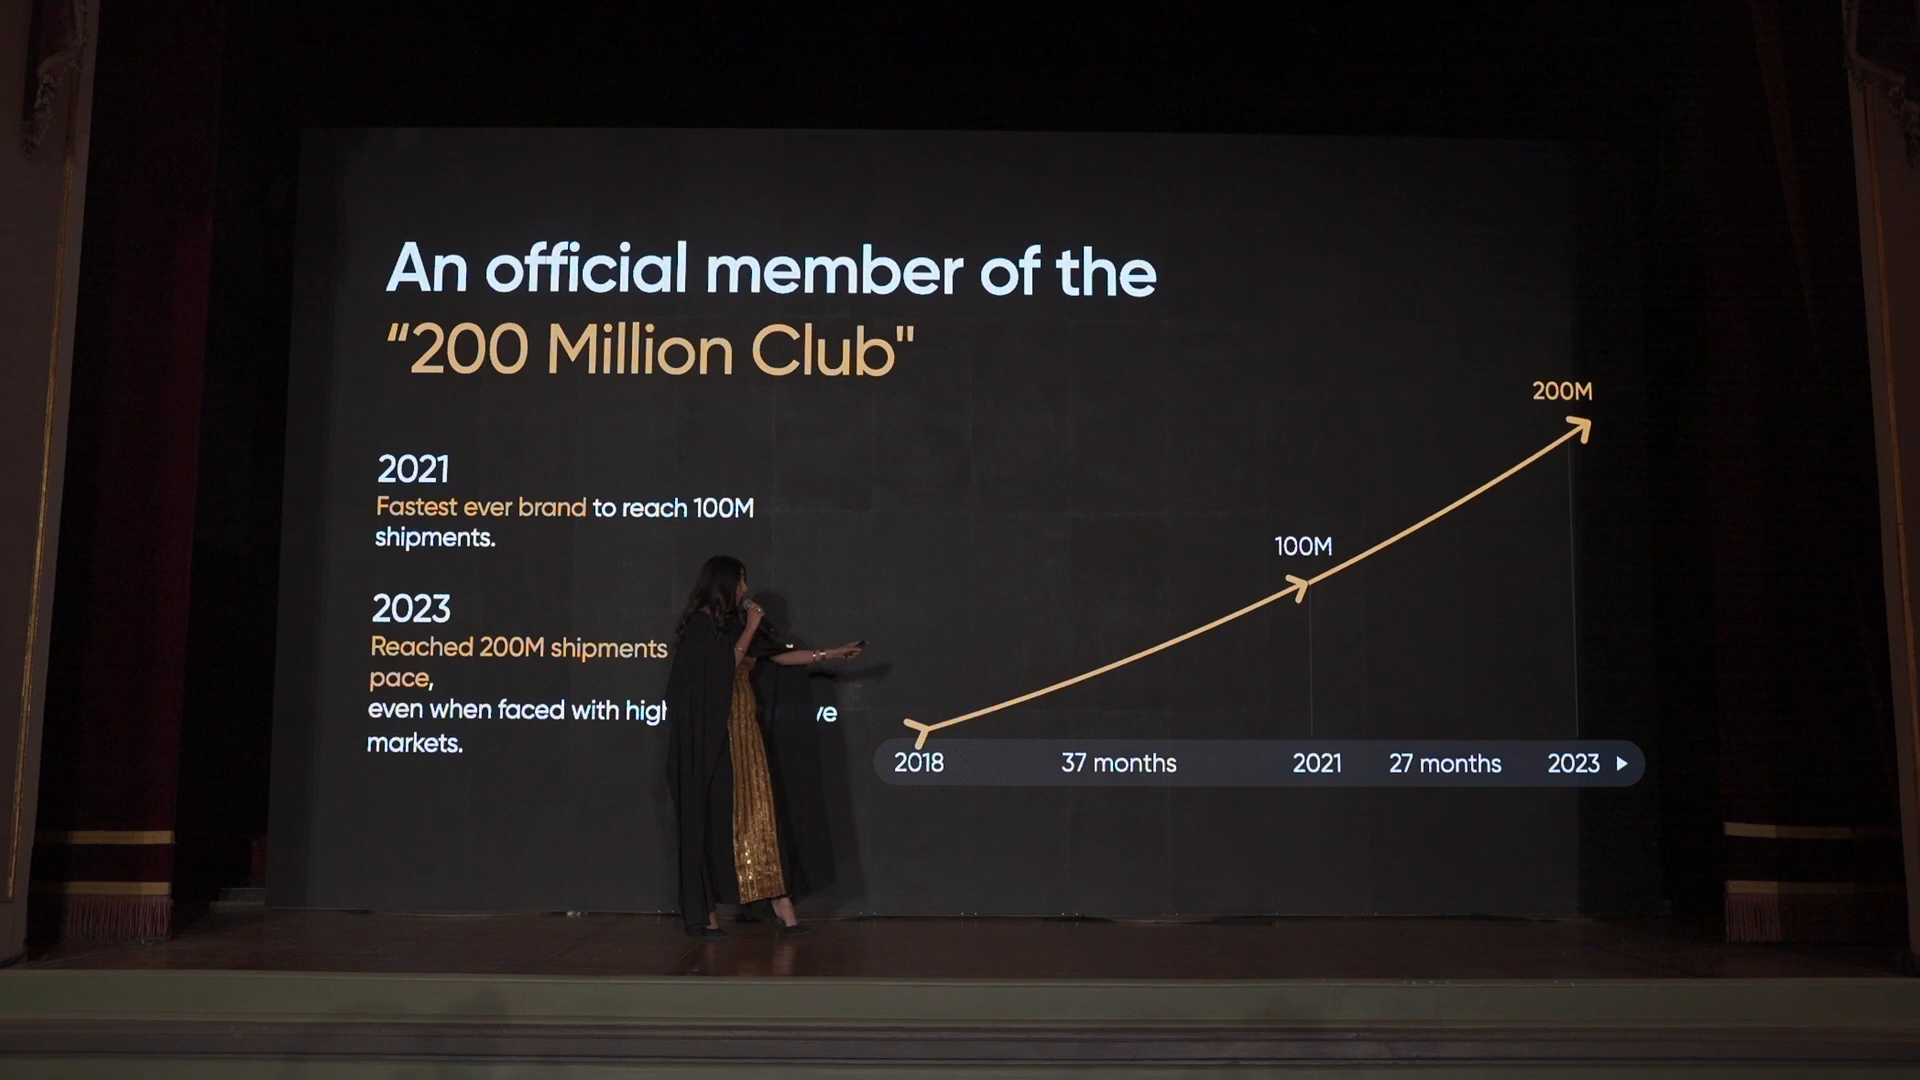 An official member of the
“200 Million Club"
2021
Fastest ever brand to reach 100M
shipments.
2023
Reached 200M shipments
pace,
even when faced with
markets.
200M
100M
2018 37 months 2021 27 months 2023